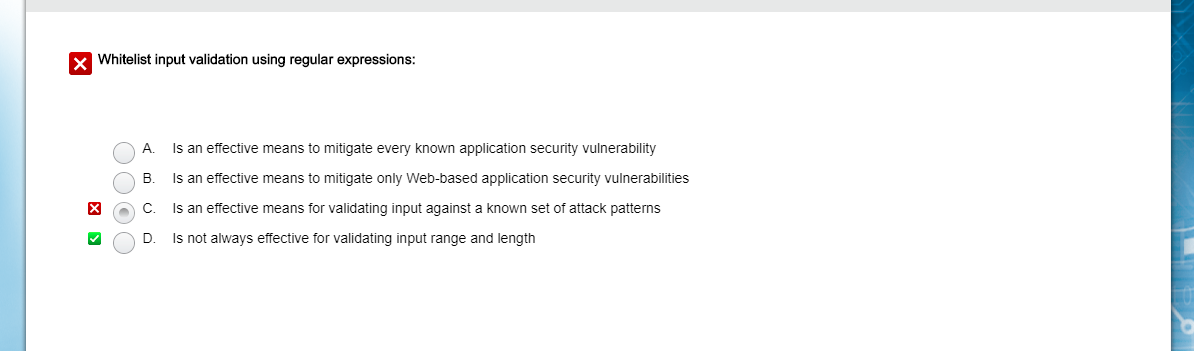 Whitelist input validation using regular expressions:
A. Is an effective means to mitigate every known application security vulnerability
B. Is an effective means to mitigate only Web-based application security vulnerabilities
C. Is an effective means for validating input against a known set of attack patterns
D. Is not always effective for validating input range and length